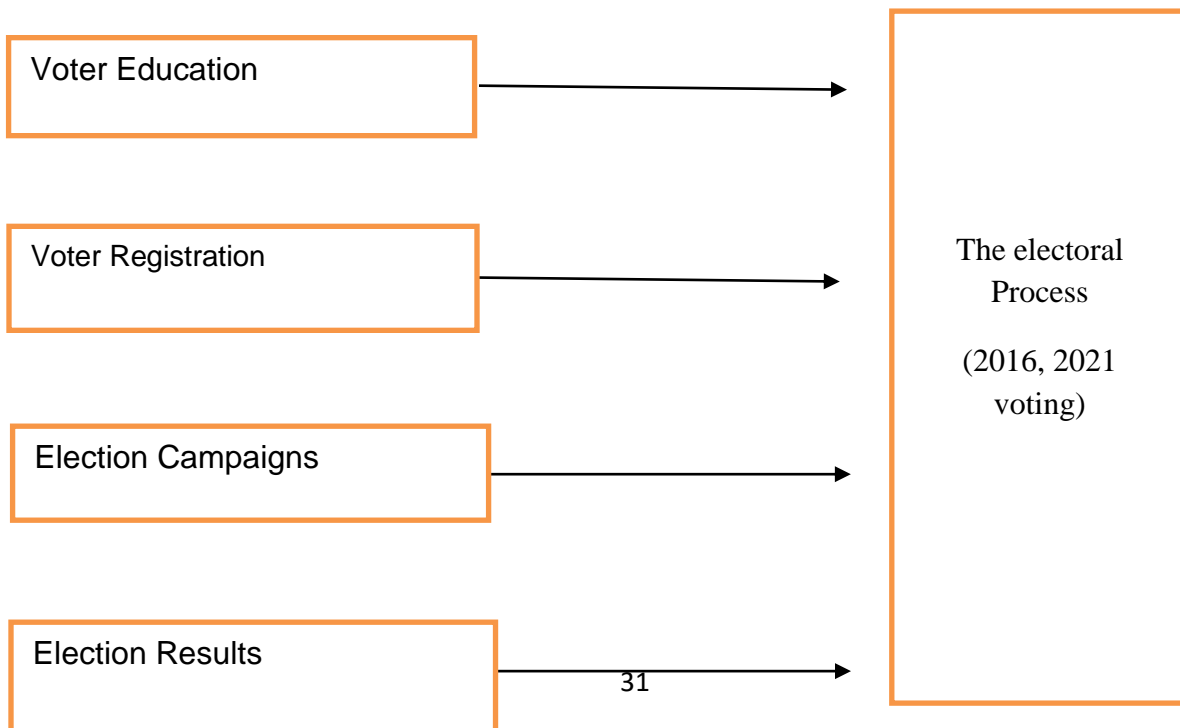 Voter Education
Voter Registration
The electoral
Process
(2016, 2021
voting)
Election Campaigns
Election Results
31